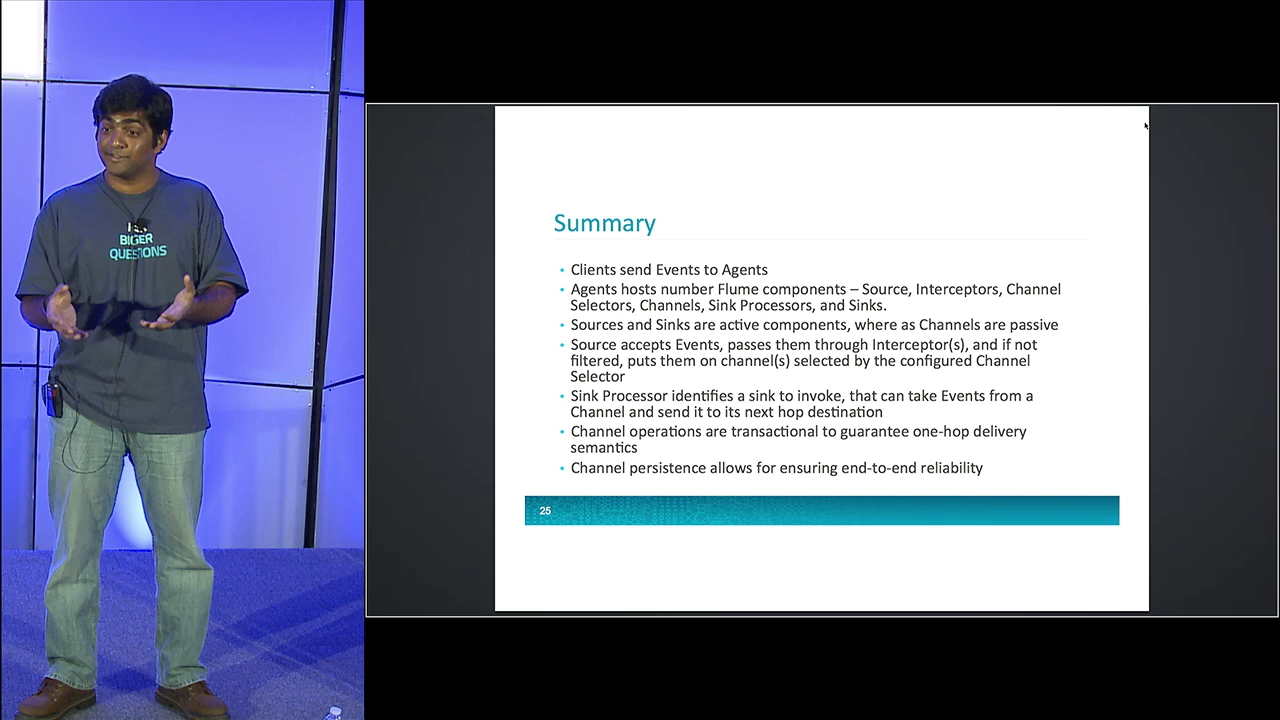 BIGER
QUESTIONS
Summary
• Clients send Events to Agents
• Agents hosts number Flume components – Source, Interceptors, Channel
Selectors, Channels, Sink Processors, and Sinks.
• Sources and Sinks are active components, where as Channels are passive
• Source accepts Events, passes them through Interceptor(s), and if not
filtered, puts them on channel(s) selected by the configured Channel
Selector
• Sink Processor identifies a sink to invoke, that can take Events from a
Channel and send it to its next hop destination
• Channel operations are transactional to guarantee one-hop delivery
semantics
• Channel persistence allows for ensuring end-to-end reliability
25